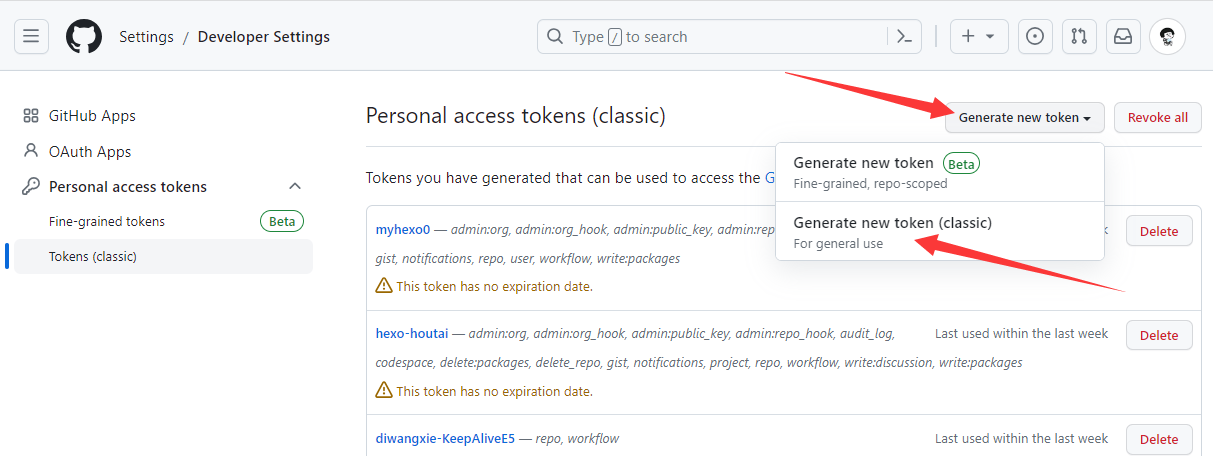 Settings / Developer Settings
Type / to search
GitHub Apps
OAuth Apps
Personal access tokens
Fine-grained tokens Beta
Tokens (classic)
Personal access tokens (classic)
Generate new token
Revoke all
Generate new token Beta
Fine-grained, repo-scoped
Generate new token (classic)
For general use
Tokens you have generated that can be used to access the G
myhexo0 — admin:org, admin:org_hook, admin:public_key, admin:rep k Delete
gist, notifications, repo, user, workflow, write:packages
This token has no expiration date.
hexo-houtai — admin:org, admin:org_hook, admin:public_key, admin:repo_hook, audit_log, Last used within the last week Delete
codespace, delete:packages, delete_repo, gist, notifications, project, repo, workflow, write:discussion, write:packages
This token has no expiration date.
diwangxie-KeepAliveE5 — repo, workflow Last used within the last week Delete